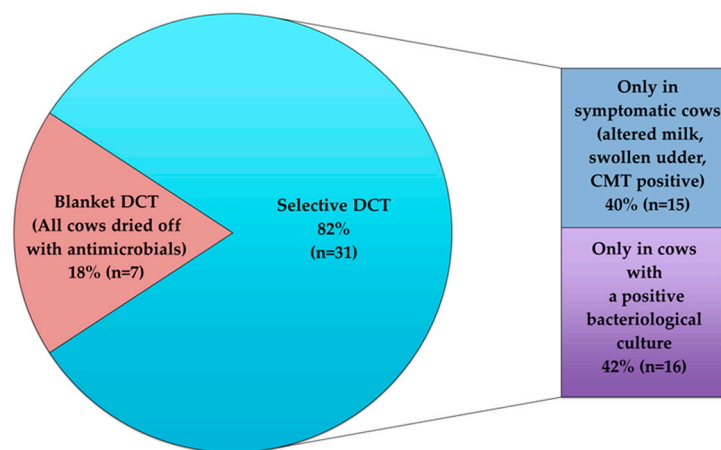 Blanket DCT
(All cows dried off
with antimicrobials)
18% (n=7)
Selective DCT
82%
(n=31)
Only in
symptomatic cows
(altered milk,
swollen udder,
CMT positive)
40% (n=15)
Only in cows
with
a positive
bacteriological
culture
42% (n=16)